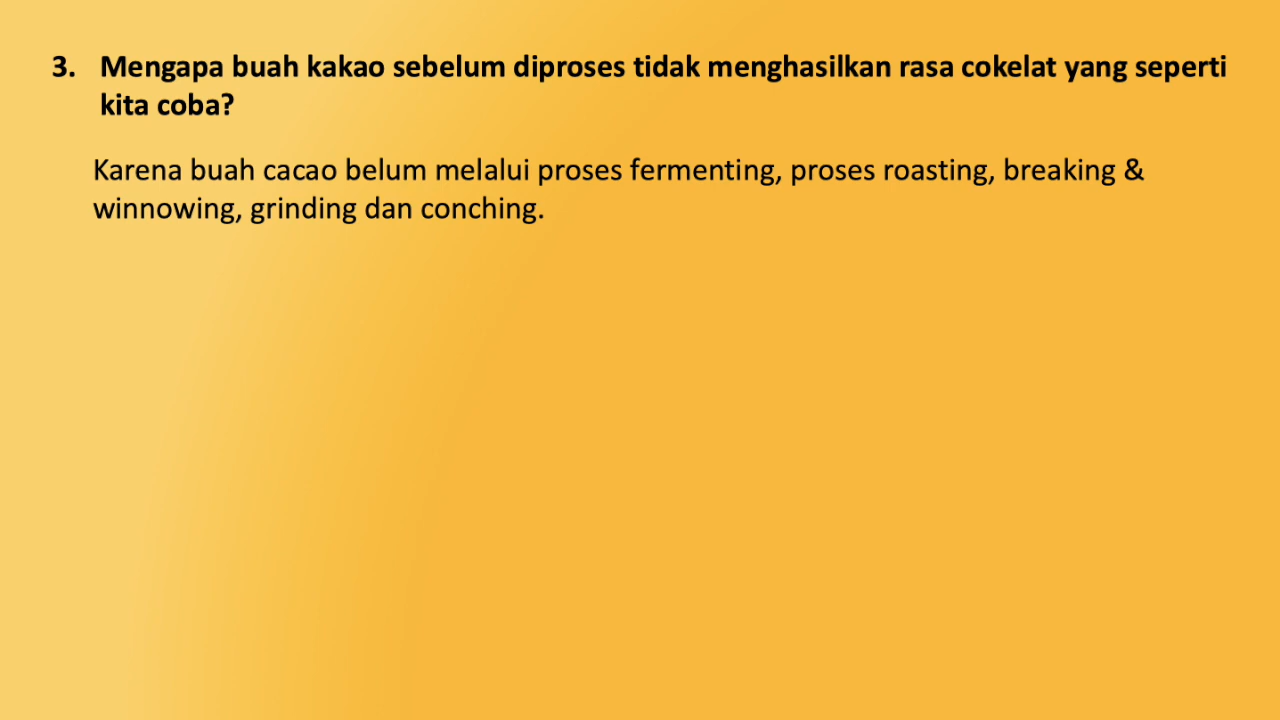 3. Mengapa buah kakao sebelum diproses tidak menghasilkan rasa cokelat yang seperti
kita coba?
Karena buah cacao belum melalui proses fermenting, proses roasting, breaking &
winnowing, grinding dan conching.